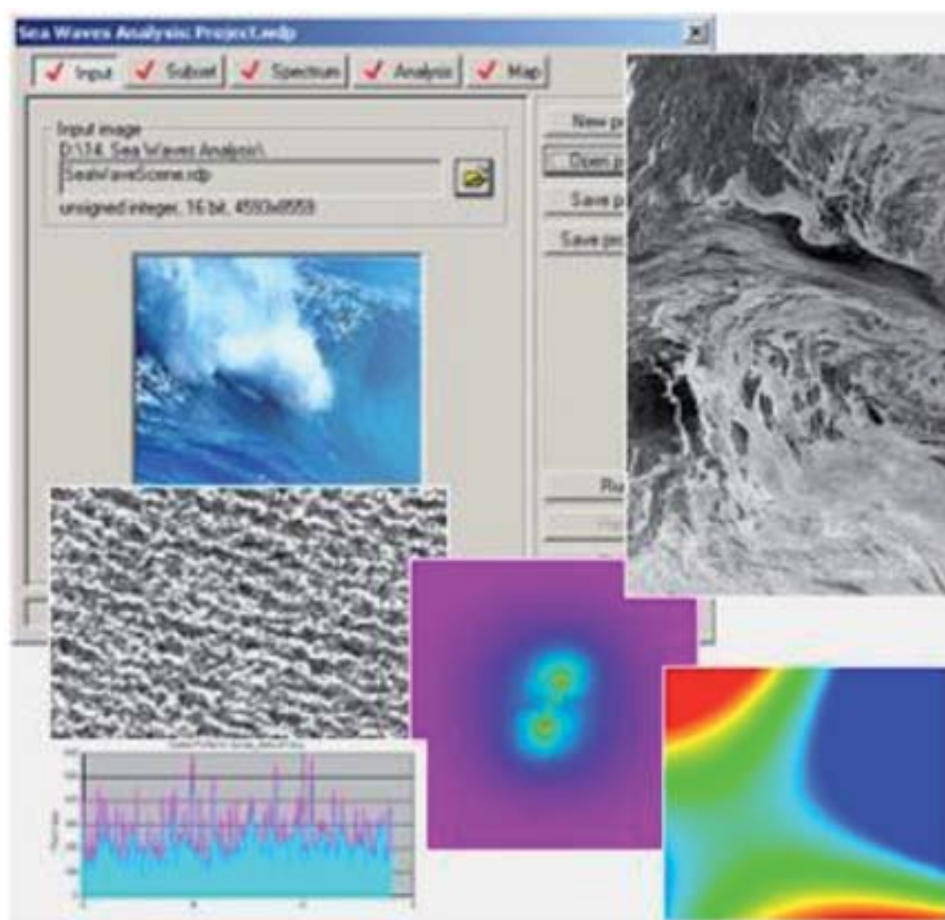 Sea Waves Analysis: Project.wdp
Input Subset Spectrum Analysis Map
Input image
D:\14. Sea Waves Analysis\
SeaWaveScene.rdp
unsigned integer, 16 bit, 4593x8559
New p
Open p
Save p
Save pro
Ru